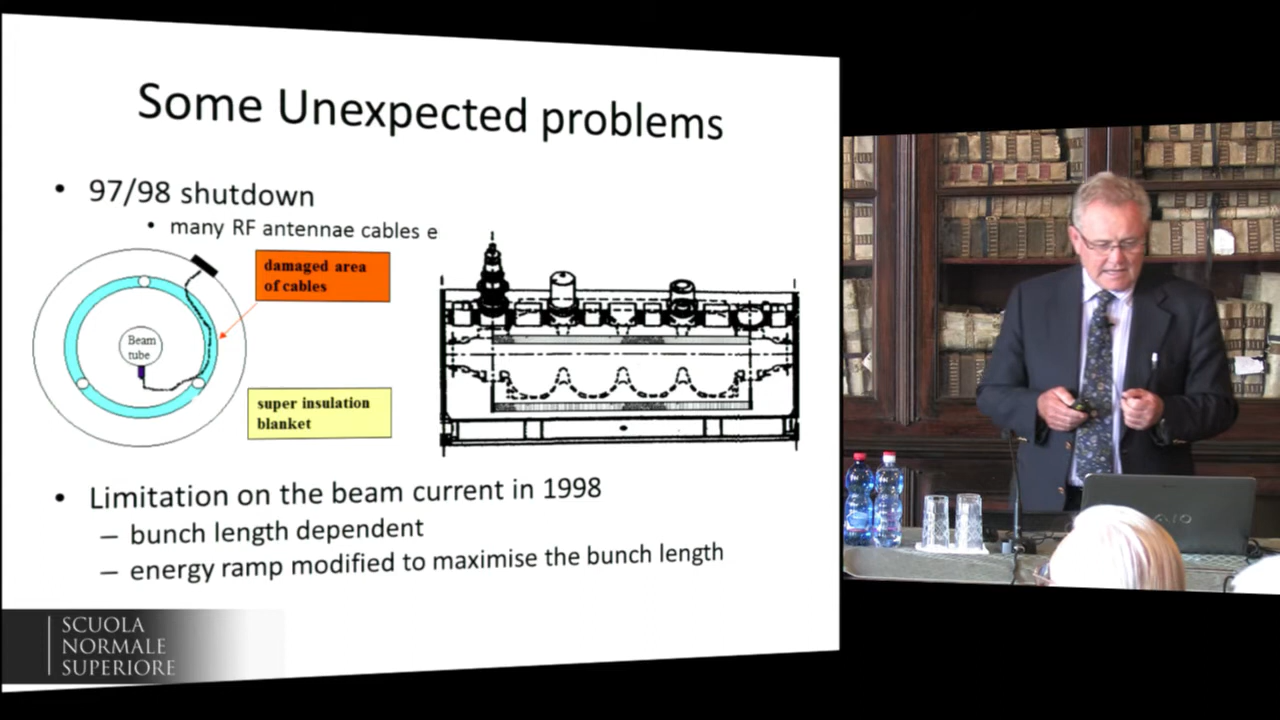 Some Unexpected problems
• 97/98 shutdown
• many RF antennae cables e
damaged area
of cables
Beam
tube
super insulation
blanket
• Limitation on the beam current in 1998
– bunch length dependent
– energy ramp modified to maximise the bunch length
SCUOLA
NORMALE
SUPERIORE
VAIO